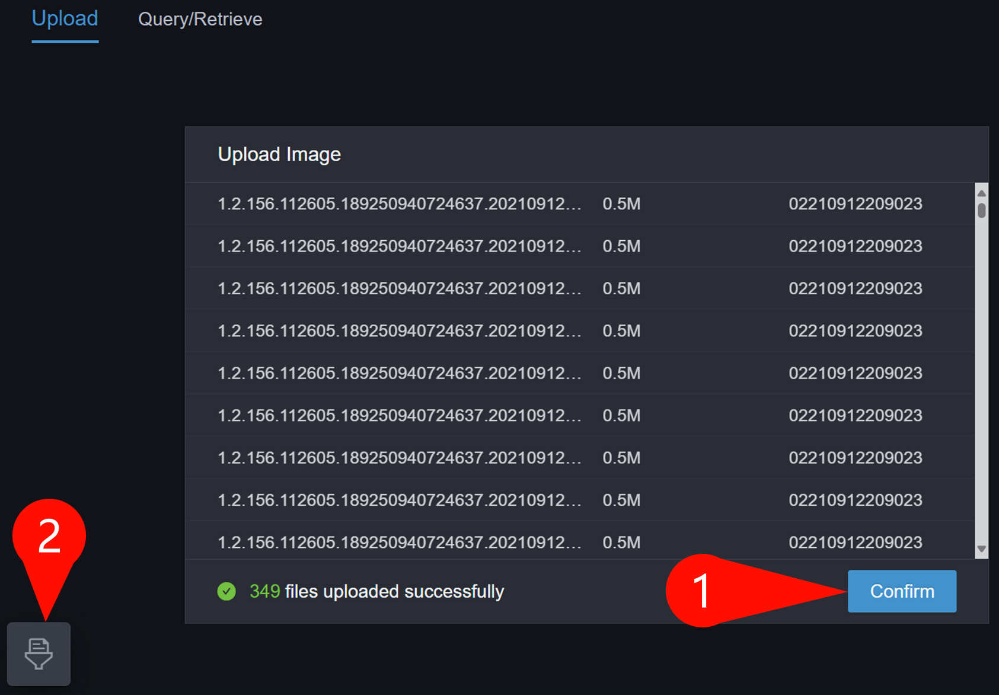 Upload Query/Retrieve
Upload Image
1.2.156.112605.189250940724637.20210912... 0.5M 02210912209023
1.2.156.112605.189250940724637.20210912... 0.5M 02210912209023
1.2.156.112605.189250940724637.20210912... 0.5M 02210912209023
1.2.156.112605.189250940724637.20210912... 0.5M 02210912209023
1.2.156.112605.189250940724637.20210912... 0.5M 02210912209023
1.2.156.112605.189250940724637.20210912... 0.5M 02210912209023
1.2.156.112605.189250940724637.20210912... 0.5M 02210912209023
1.2.156.112605.189250940724637.20210912... 0.5M 02210912209023
1.2.156.112605.189250940724637.20210912... 0.5M 02210912209023
349 files uploaded successfully
1
Confirm
2